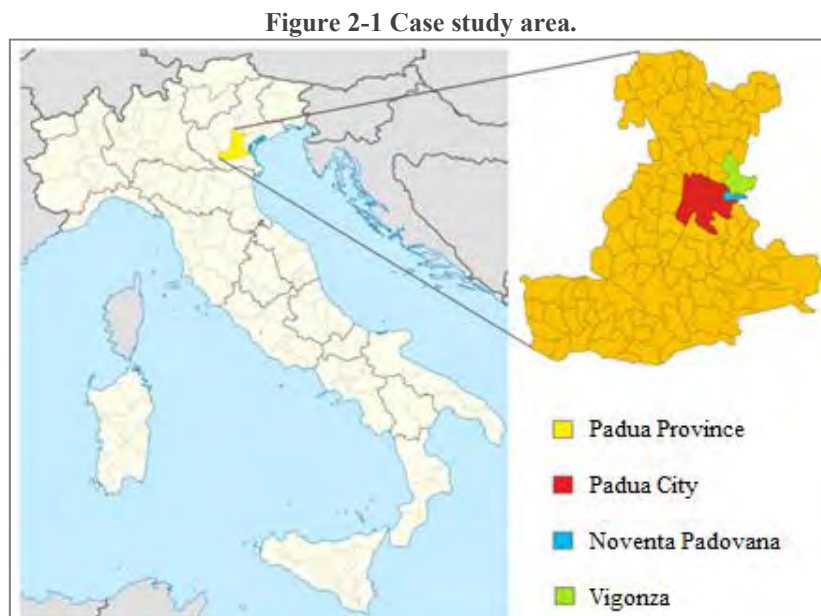 Figure 2-1 Case study area.
Padua Province
Padua City
Noventa Padovana
Vigonza